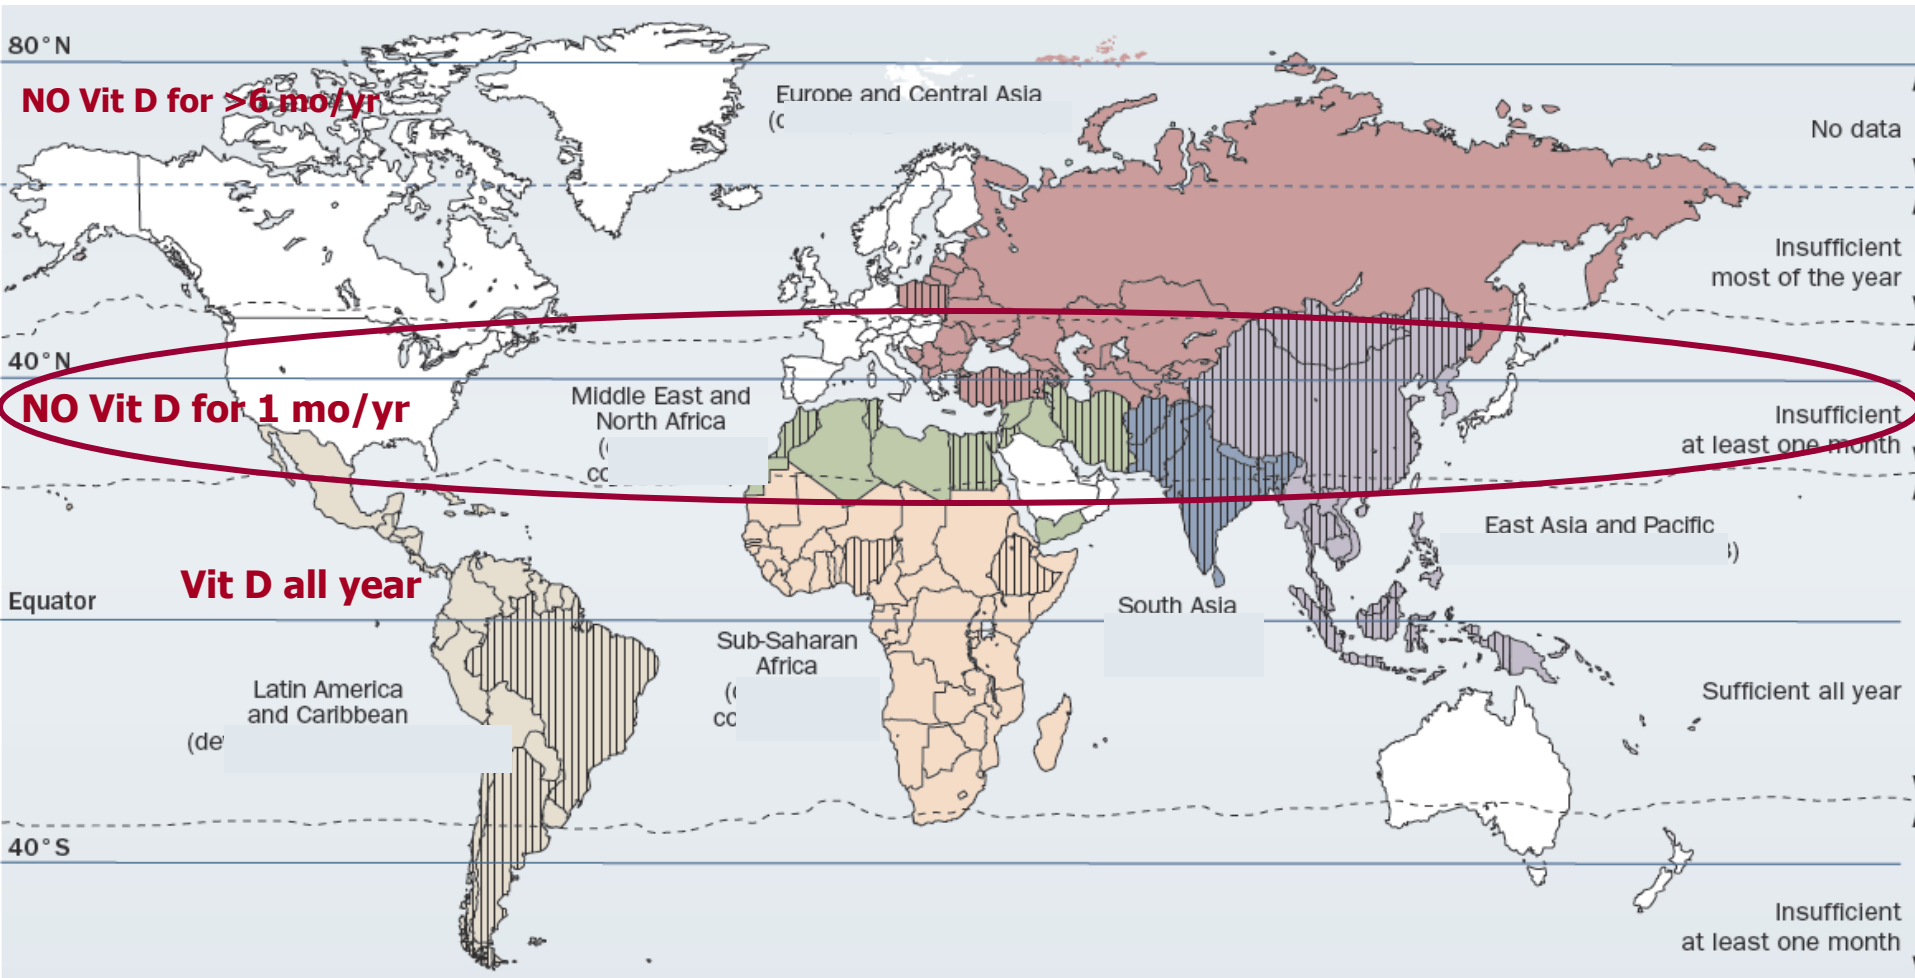 80°N
NO Vit D for >6 mo/yr
Europe and Central Asia
(c
No data
Insufficient
most of the year
40°N
NO Vit D for 1 mo/yr
Middle East and
North Africa
(
co
Insufficient
at least one month
East Asia and Pacific
)
Vit D all year
Equator
South Asia
Sub-Saharan
Africa
(
co
Latin America
and Caribbean
(de
Sufficient all year
40°S
Insufficient
at least one month